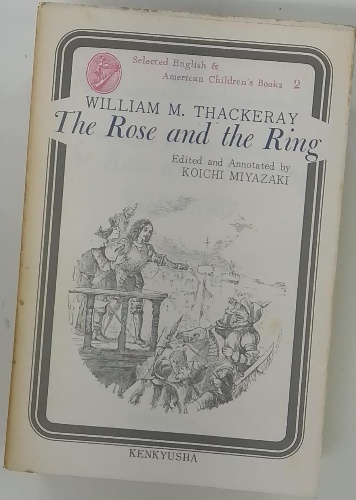 Selected English &
American Children's Books 2
WILLIAM M. THACKERAY
The Rose and the Ring
Edited and Annotated by
KOICHI MIYAZAKI
KENKYUSHA